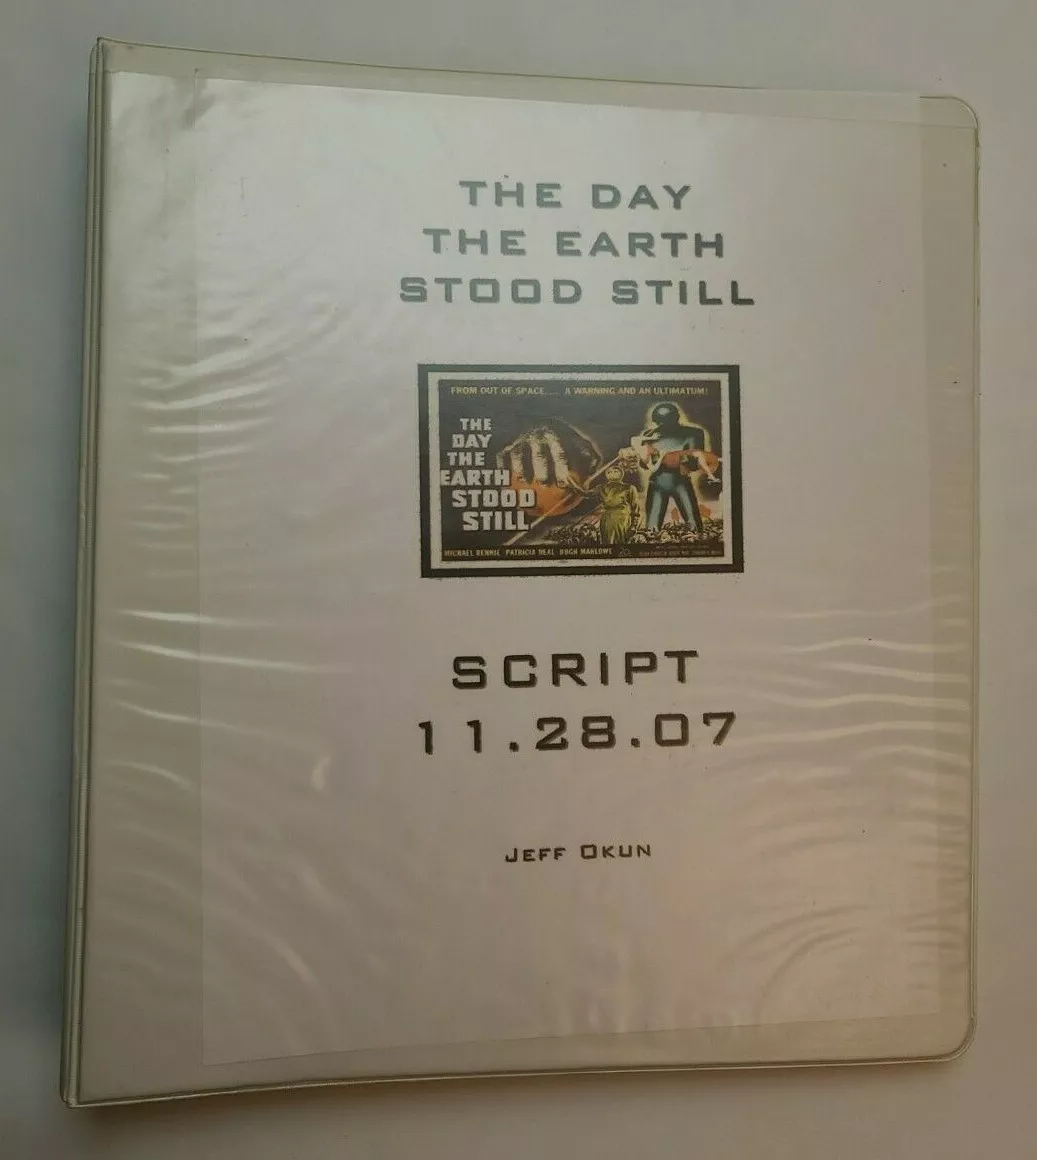 THE DAY
THE EARTH
STOOD STILL
FROM OUT OF SPACE.... A WARNING AND AN ULTIMATUM!
THE
DAY
THE
EARTH
STOOD
STILL
MICHAEL RENNIE PATRICIA NEAL HUGH MARLOWE
SCRIPT
11.28.07
JEFF OKUN